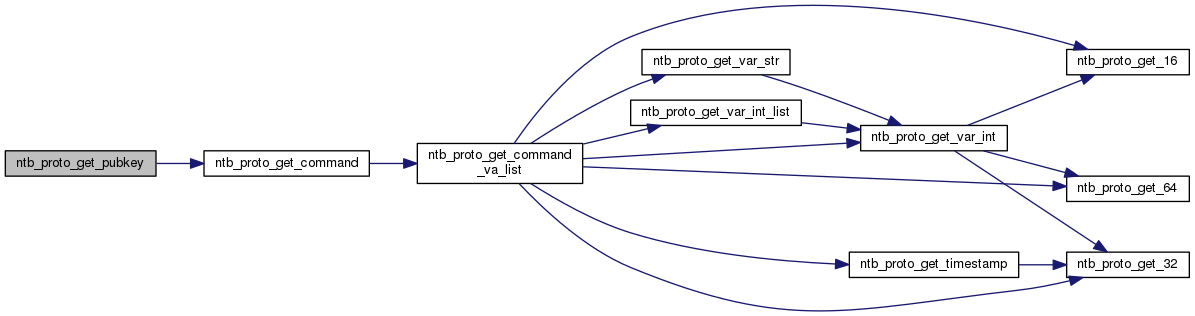 ntb_proto_get_pubkey
ntb_proto_get_command
ntb_proto_get_command
_va_list
ntb_proto_get_var_str
ntb_proto_get_var_int_list
ntb_proto_get_var_int
ntb_proto_get_timestamp
ntb_proto_get_16
ntb_proto_get_64
ntb_proto_get_32